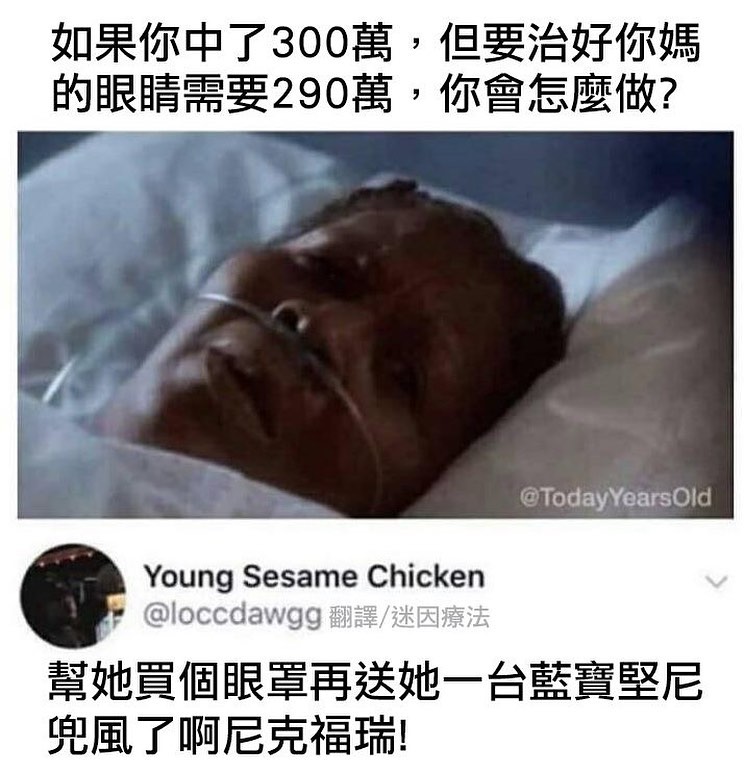 如果你中了300萬，但要治好你媽
的眼睛需要290萬，你會怎麼做?
@TodayYearsOld
Young Sesame Chicken
@loccdawgg 翻譯/迷因療法
幫她買個眼罩再送她一台藍寶堅尼
兜風了啊尼克福瑞!